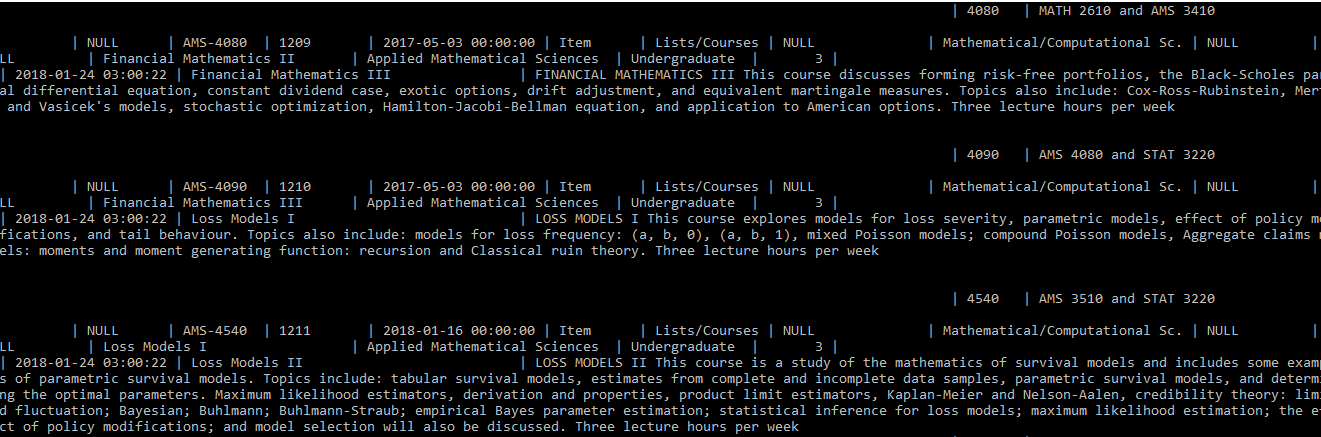 | 4080 | MATH 2610 and AMS 3410
| NULL | AMS-4080 | 1209 | 2017-05-03 00:00:00 | Item | Lists/Courses | NULL | Mathematical/Computational Sc. | NULL |
LL | Financial Mathematics II | Applied Mathematical Sciences | Undergraduate | 3 |
| 2018-01-24 03:00:22 | Financial Mathematics III | FINANCIAL MATHEMATICS III This course discusses forming risk-free portfolios, the Black-Scholes par
al differential equation, constant dividend case, exotic options, drift adjustment, and equivalent martingale measures. Topics also include: Cox-Ross-Rubinstein, Mert
and Vasicek's models, stochastic optimization, Hamilton-Jacobi-Bellman equation, and application to American options. Three lecture hours per week
| 4090 | AMS 4080 and STAT 3220
| NULL | AMS-4090 | 1210 | 2017-05-03 00:00:00 | Item | Lists/Courses | NULL | Mathematical/Computational Sc. | NULL |
LL | Financial Mathematics III | Applied Mathematical Sciences | Undergraduate | 3 |
| 2018-01-24 03:00:22 | Loss Models I | LOSS MODELS I This course explores models for loss severity, parametric models, effect of policy mo
fications, and tail behaviour. Topics also include: models for loss frequency: (a, b, 0), (a, b, 1), mixed Poisson models; compound Poisson models, Aggregate claims m
els: moments and moment generating function: recursion and Classical ruin theory. Three lecture hours per week
| 4540 | AMS 3510 and STAT 3220
| NULL | AMS-4540 | 1211 | 2018-01-16 00:00:00 | Item | Lists/Courses | NULL | Mathematical/Computational Sc. | NULL |
LL | Loss Models I | Applied Mathematical Sciences | Undergraduate | 3 |
| 2018-01-24 03:00:22 | Loss Models II | LOSS MODELS II This course is a study of the mathematics of survival models and includes some examp
s of parametric survival models. Topics include: tabular survival models, estimates from complete and incomplete data samples, parametric survival models, and determi
ng the optimal parameters. Maximum likelihood estimators, derivation and properties, product limit estimators, Kaplan-Meier and Nelson-Aalen, credibility theory: limi
d fluctuation; Bayesian; Buhlmann; Buhlmann-Straub; empirical Bayes parameter estimation; statistical inference for loss models; maximum likelihood estimation; the e
ct of policy modifications; and model selection will also be discussed. Three lecture hours per week